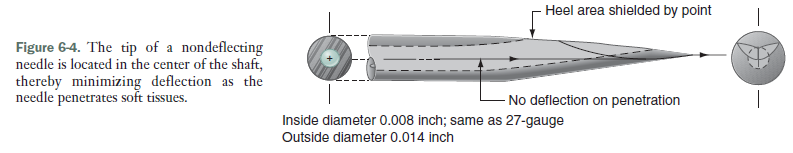 Figure 6-4. The tip of a nondeflecting
needle is located in the center of the shaft,
thereby minimizing deflection as the
needle penetrates soft tissues.
Heel area shielded by point
No deflection on penetration
Inside diameter 0.008 inch; same as 27-gauge
Outside diameter 0.014 inch